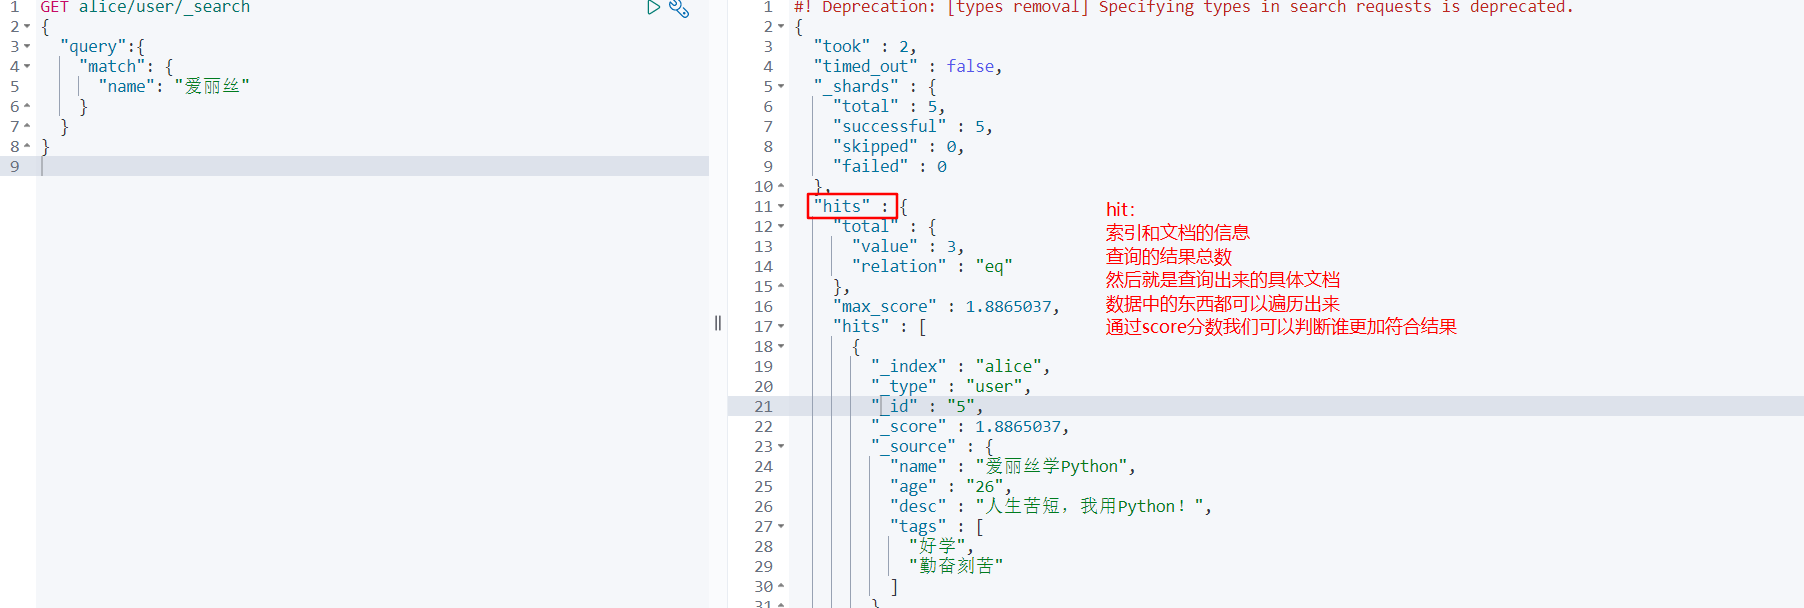 1 GET alice/user/_search
2 {
3 "query":{
4 "match": {
5 "name": "爱丽丝"
6 }
7 }
8 }
9
1 #! Deprecation: [types removal] Specifying types in search requests is deprecated.
2 {
3 "took" : 2,
4 "timed_out" : false,
5 "_shards" : {
6 "total" : 5,
7 "successful" : 5,
8 "skipped" : 0,
9 "failed" : 0
10 },
11 "hits" : {
12 "total" : {
13 "value" : 3,
14 "relation" : "eq"
15 },
16 "max_score" : 1.8865037,
17 "hits" : [
18 {
19 "_index" : "alice",
20 "_type" : "user",
21 "_id" : "5",
22 "_score" : 1.8865037,
23 "_source" : {
24 "name" : "爱丽丝学Python",
25 "age" : "26",
26 "desc" : "人生苦短，我用Python！",
27 "tags" : [
28 "好学",
29 "勤奋刻苦"
30 ]
31 }
hit：
索引和文档的信息
查询的结果总数
然后就是查询出来的具体文档
数据中的东西都可以遍历出来
通过score分数我们可以判断谁更加符合结果